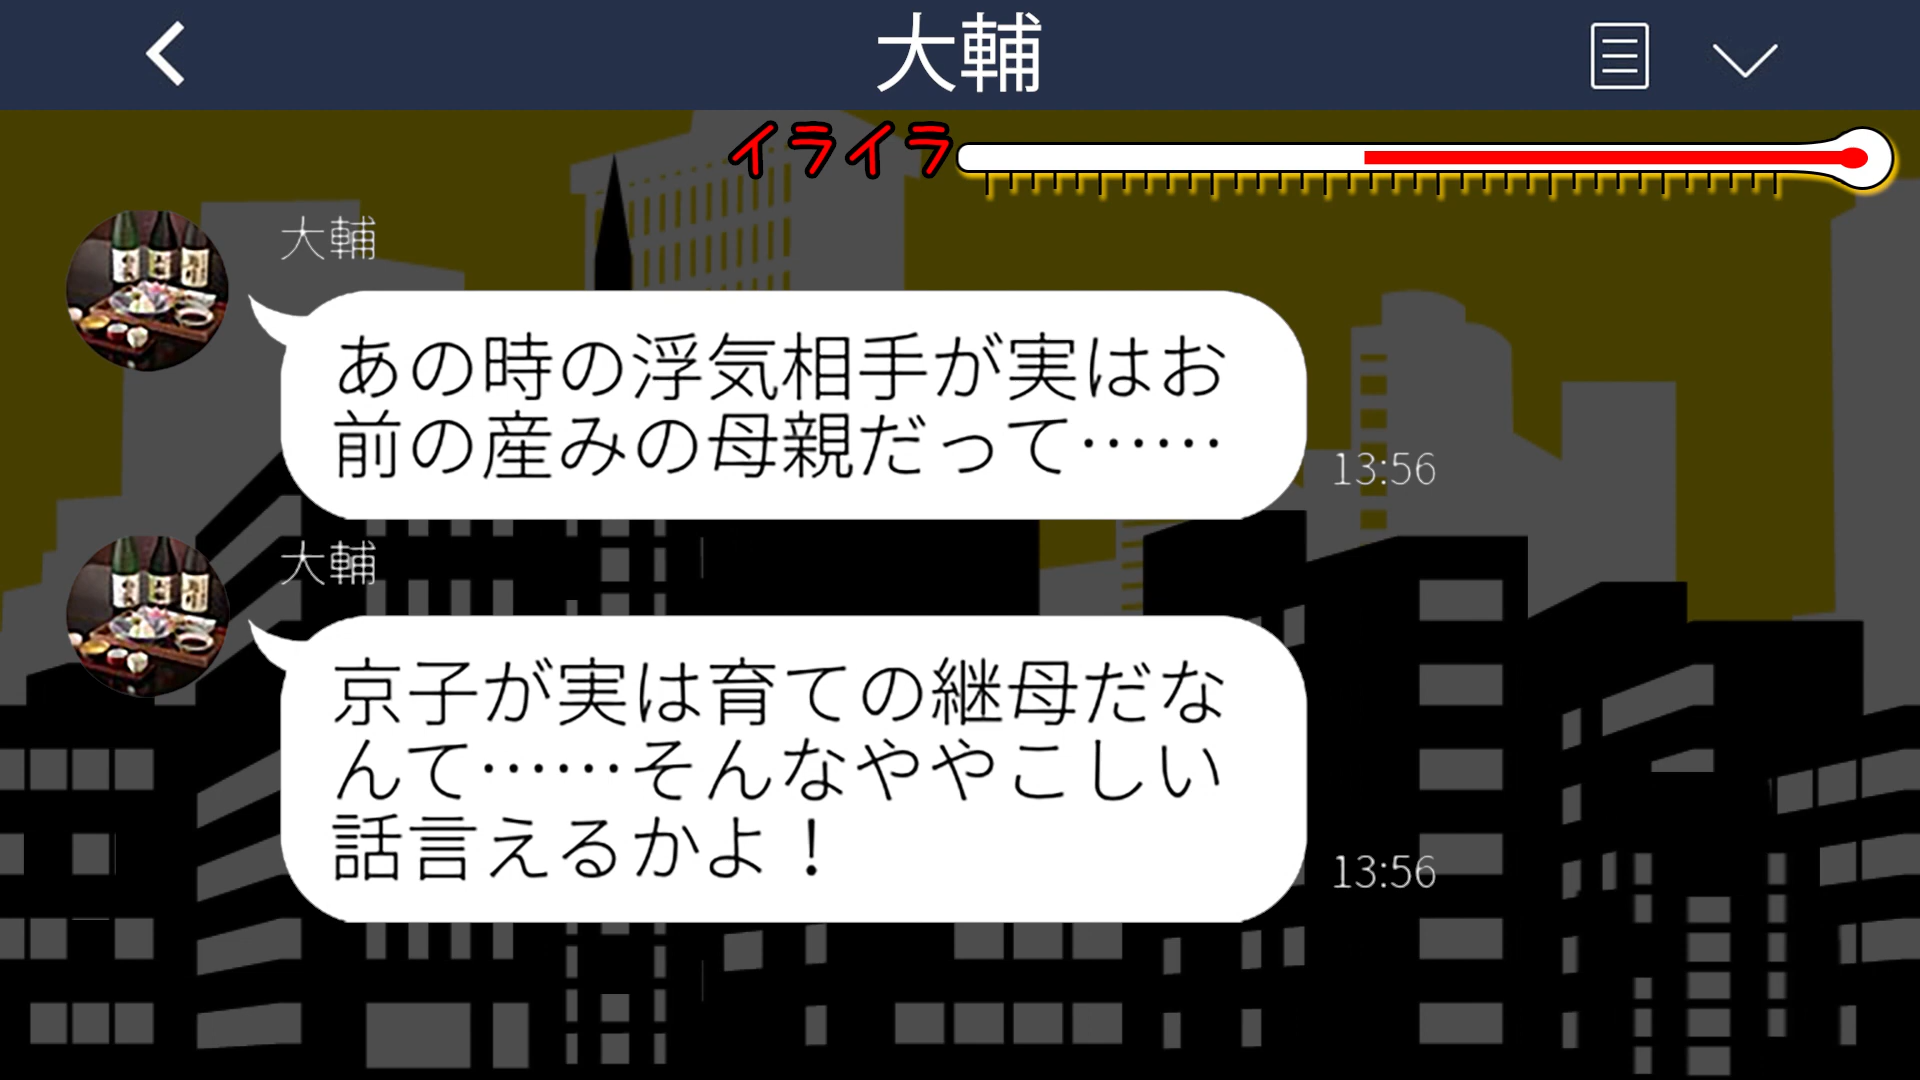 大輔
イライラ
大輔
あの時の浮気相手が実はお
前の産みの母親だって……
13:56
大輔
京子が実は育ての継母だな
んて……そんなややこしい
話言えるかよ！
13:56